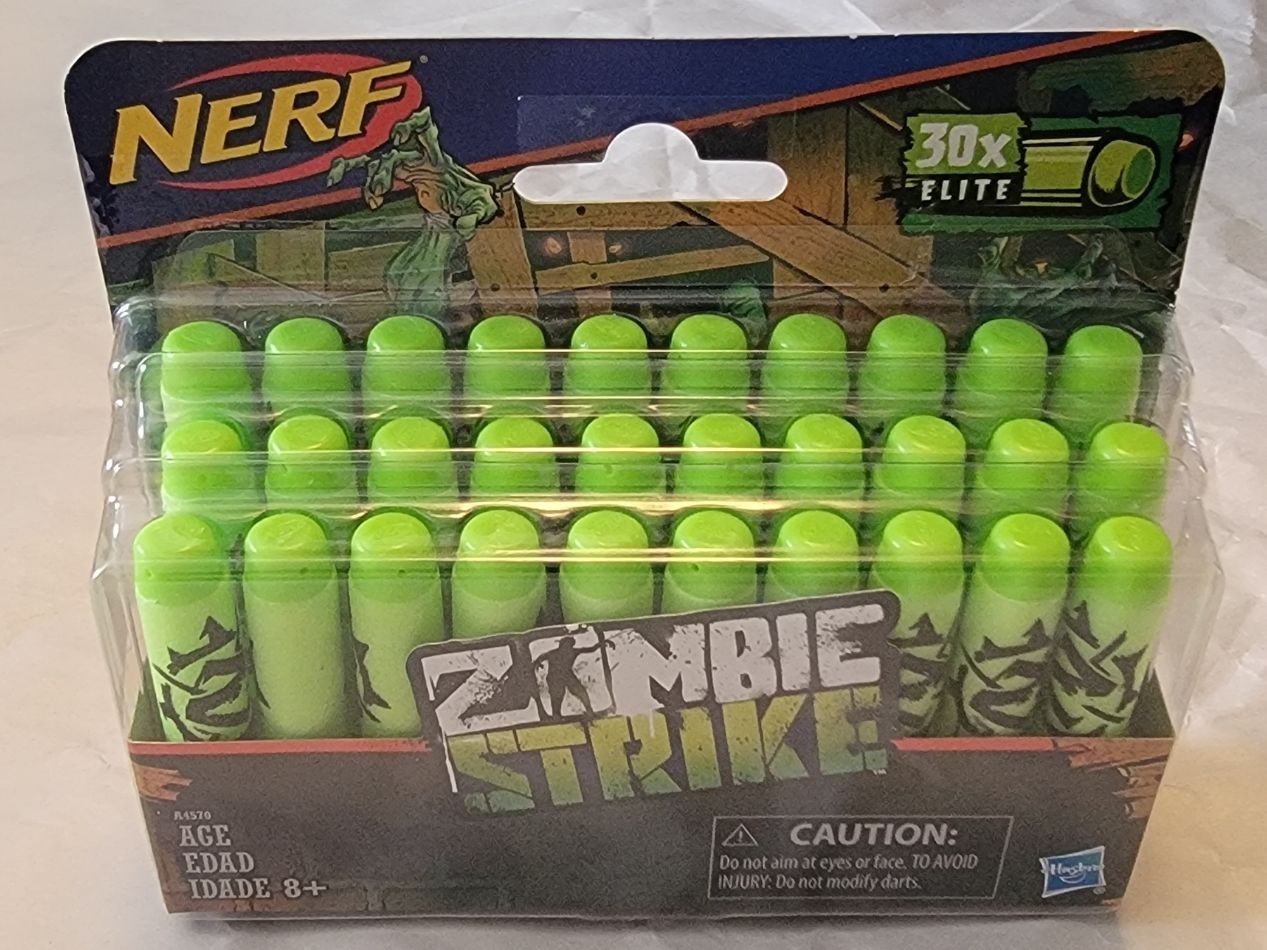 NERF
30x
ELITE
ZOMBIE
STRIKE™
A4570
AGE
EDAD
IDADE 8+
CAUTION:
Do not aim at eyes or face. TO AVOID
INJURY: Do not modify darts.
Hasbro®